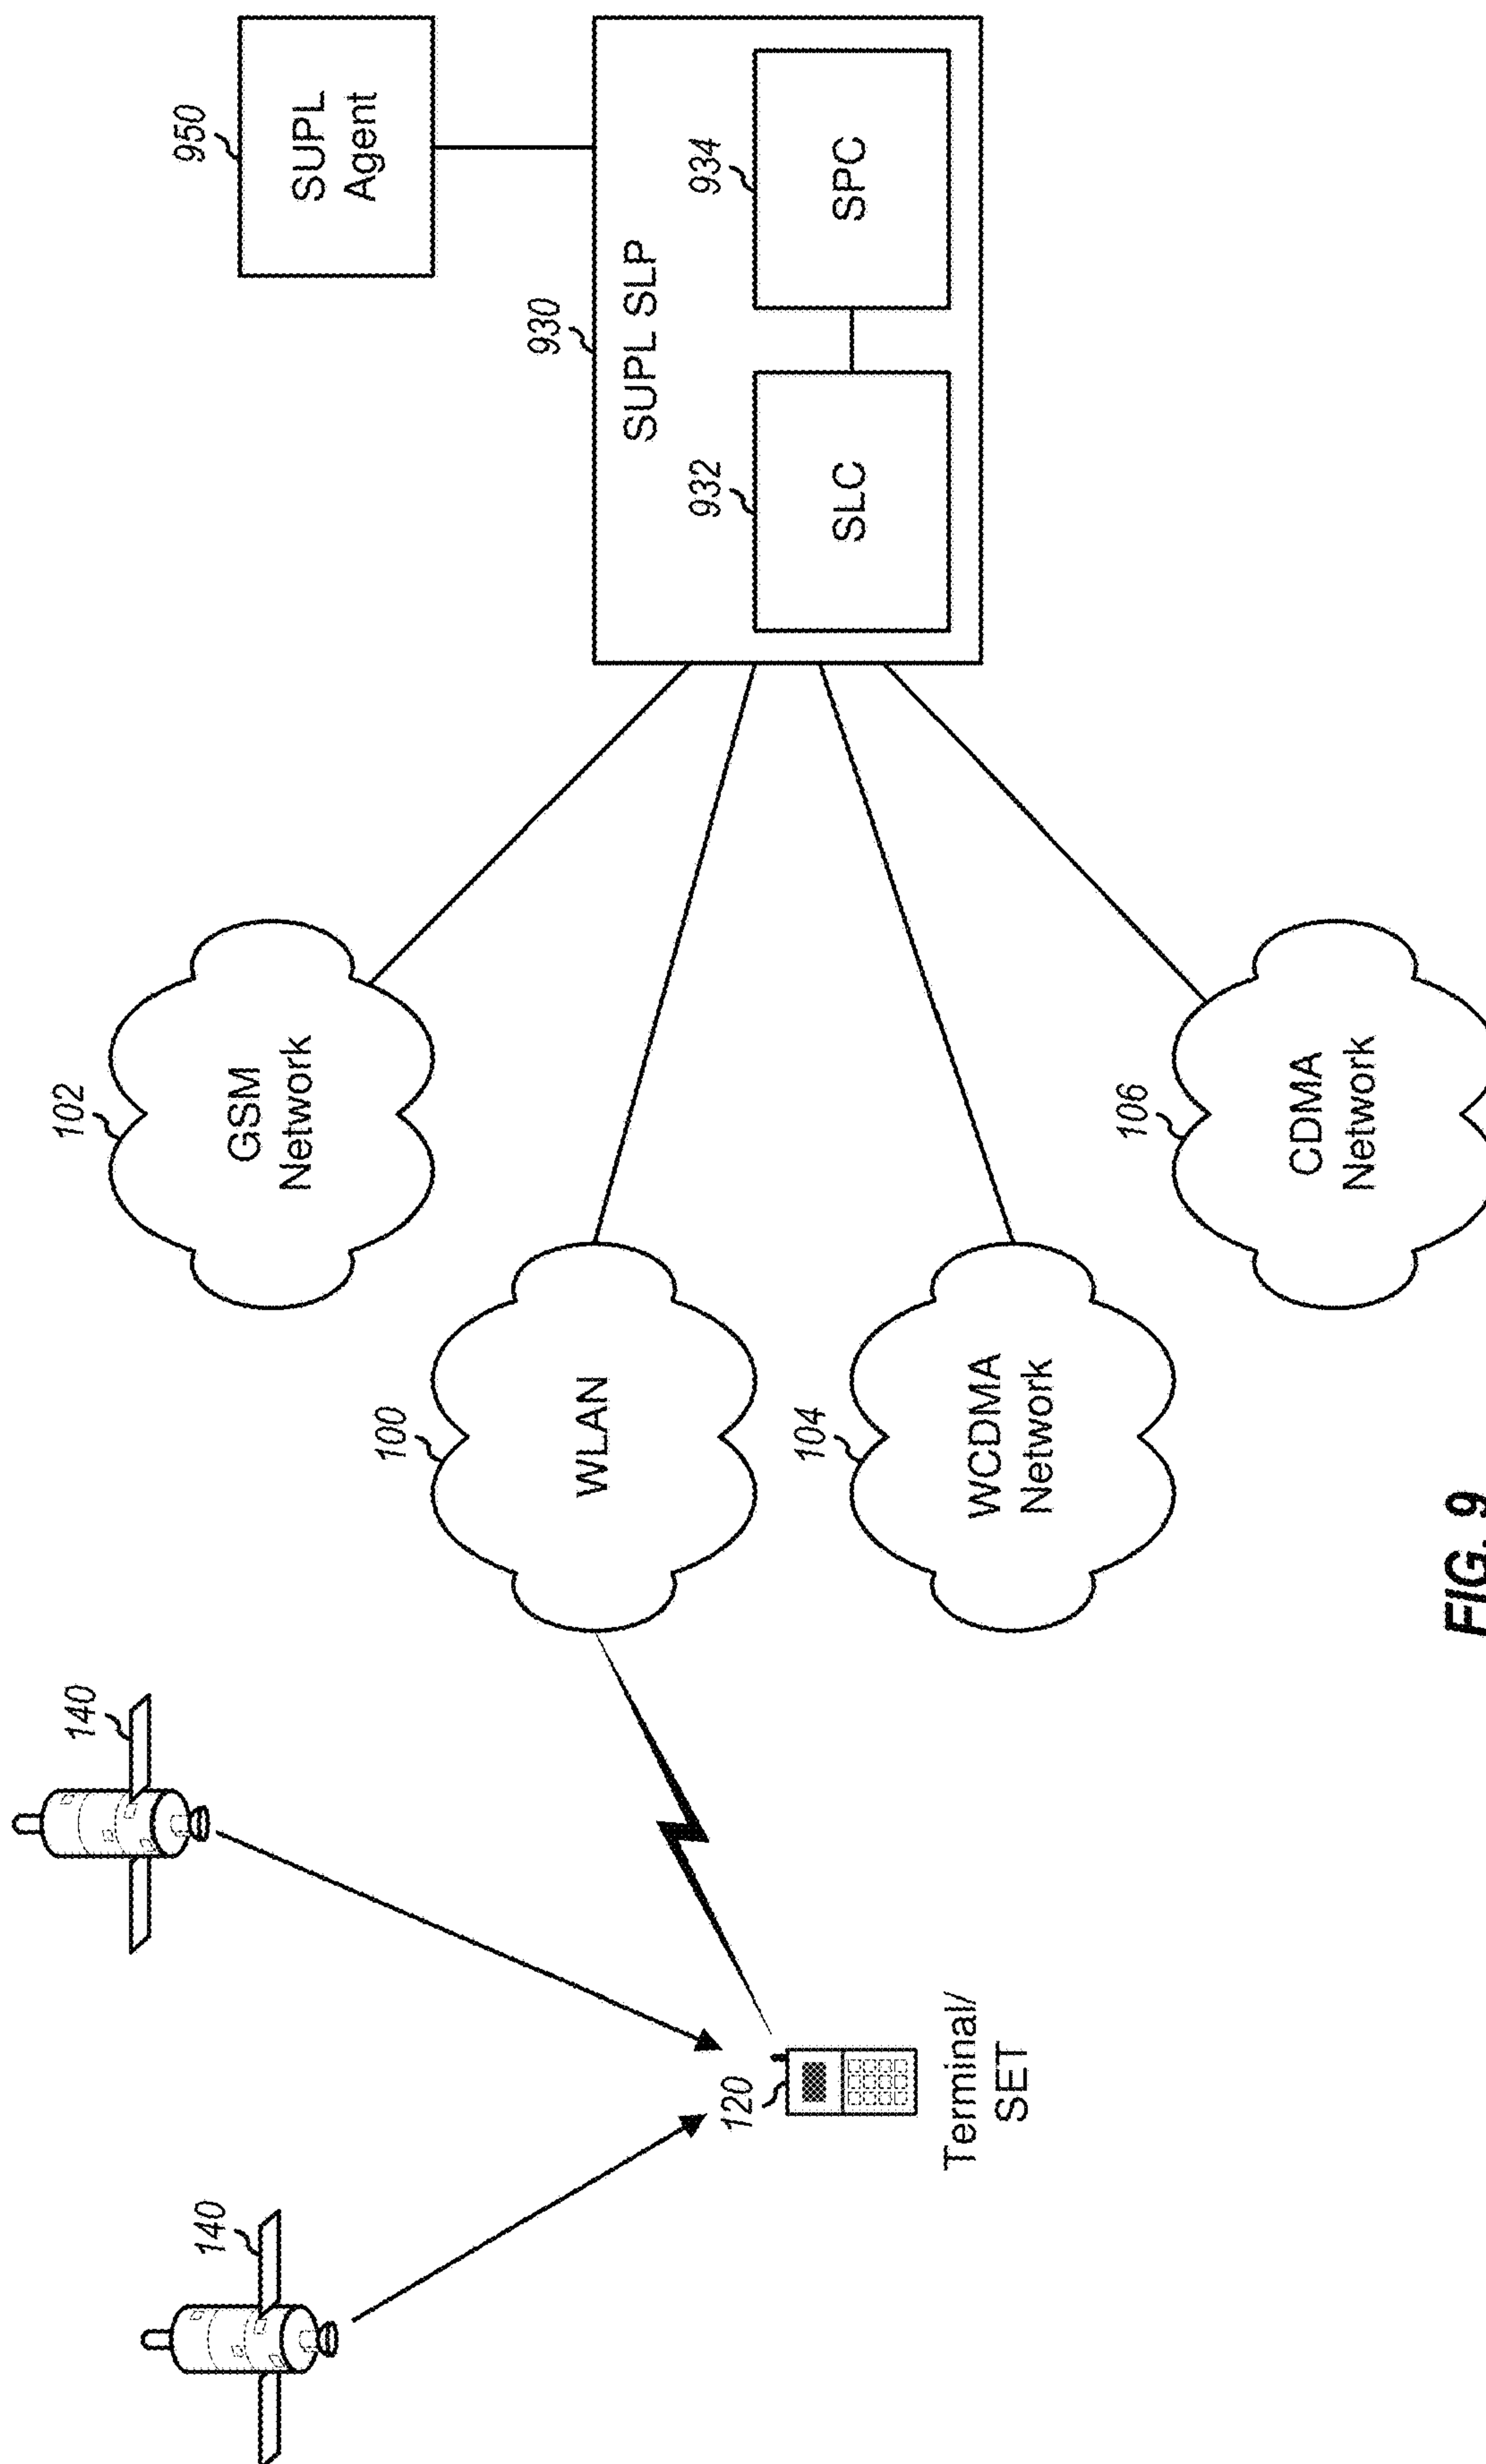 140
140
120
Terminal/
SET
102
GSM
Network
100
WLAN
104
WCDMA
Network
106
CDMA
Network
950
SUPL
Agent
930
SUPL SLP
932
SLC
934
SPC
FIG. 9